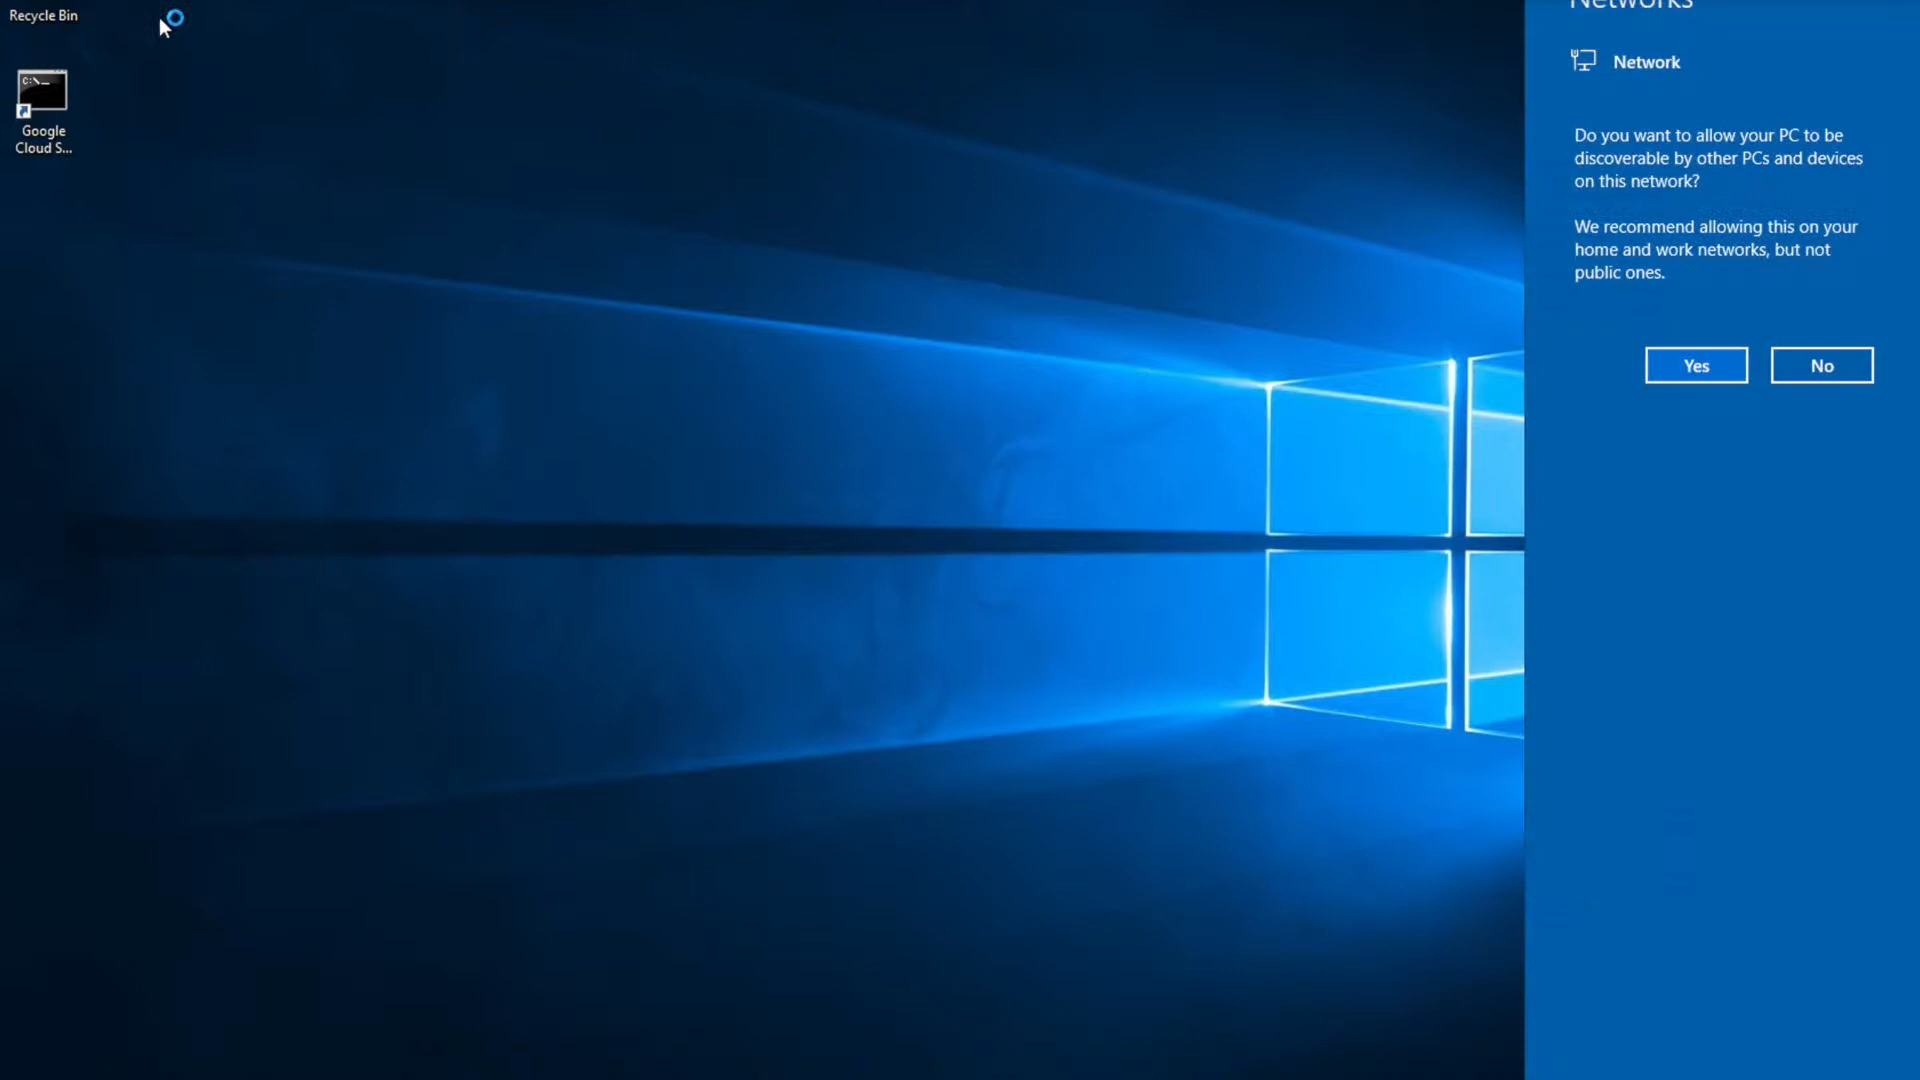 Recycle Bin
C:\._
Google
Cloud S...
Networks
Network
Do you want to allow your PC to be
discoverable by other PCs and devices
on this network?
We recommend allowing this on your
home and work networks, but not
public ones.
Yes
No